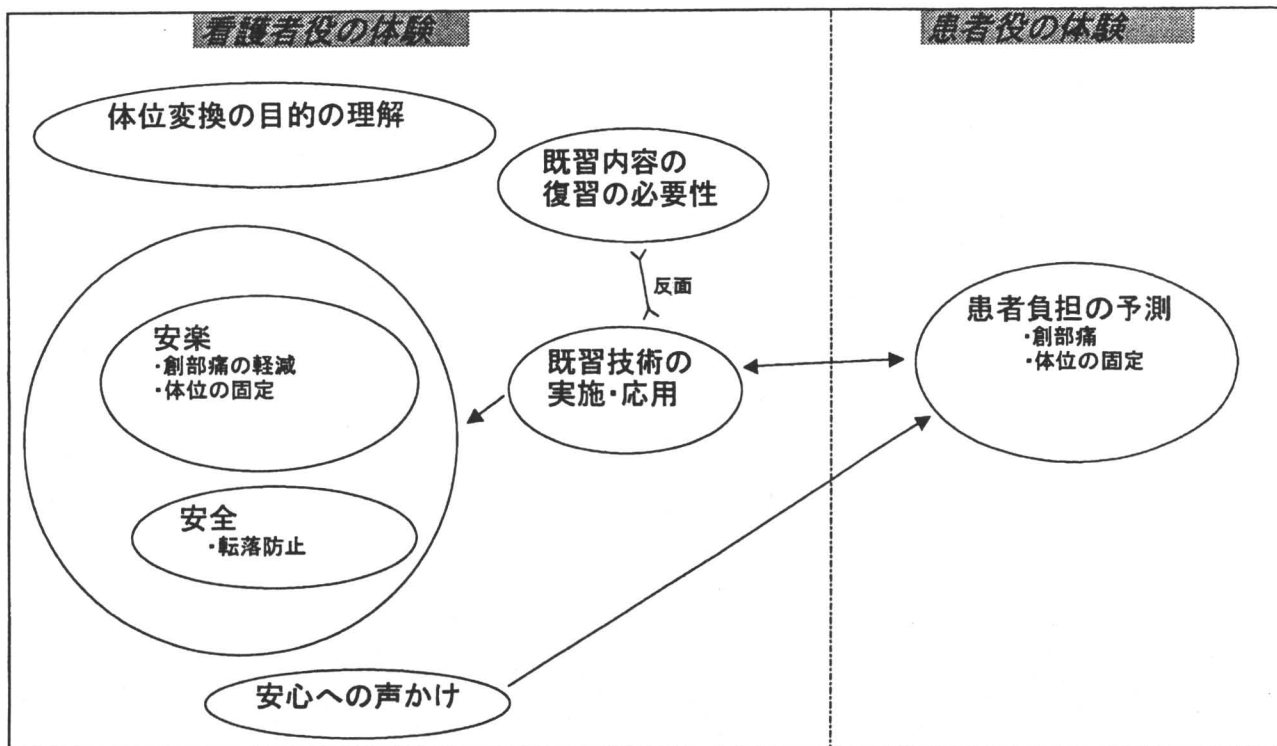 看護者役の体験
患者役の体験
体位変換の目的の理解
既習内容の
復習の必要性
反面
安楽
・創部痛の軽減
・体位の固定
既習技術の
実施・応用
患者負担の予測
・創部痛
・体位の固定
安全
・転落防止
安心への声かけ